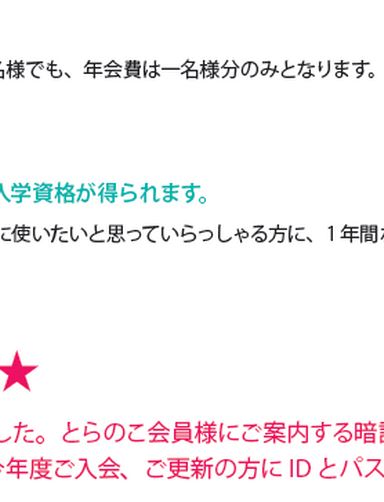 名様でも、年会費は一名様分のみとなります。
入学資格が得られます。
に使いたいと思っていらっしゃる方に、1年間
★
した。とらのこ会員様にご案内する暗
今年度ご入会、ご更新の方に ID とパス